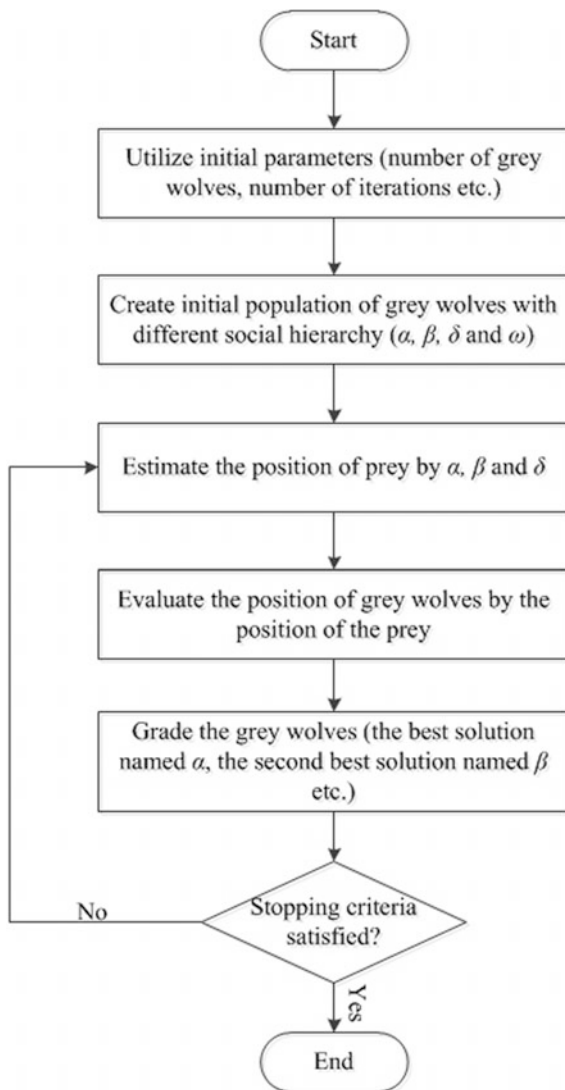 Start
Utilize initial parameters (number of grey
wolves, number of iterations etc.)
Create initial population of grey wolves with
different social hierarchy (α, β, δ and ω)
Estimate the position of prey by α, β and δ
Evaluate the position of grey wolves by the
position of the prey
Grade the grey wolves (the best solution
named α, the second best solution named β
etc.)
Stopping criteria
satisfied?
No
Yes
End